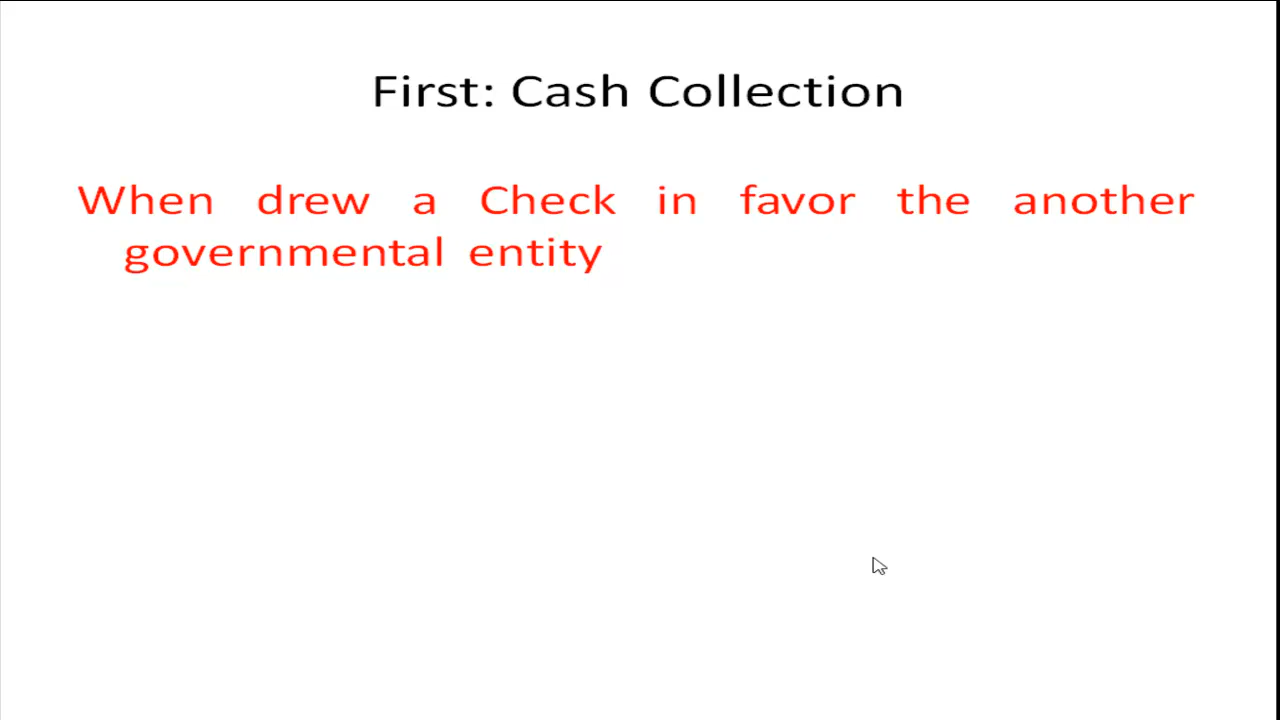 First: Cash Collection
When drew a Check in favor the another
governmental entity